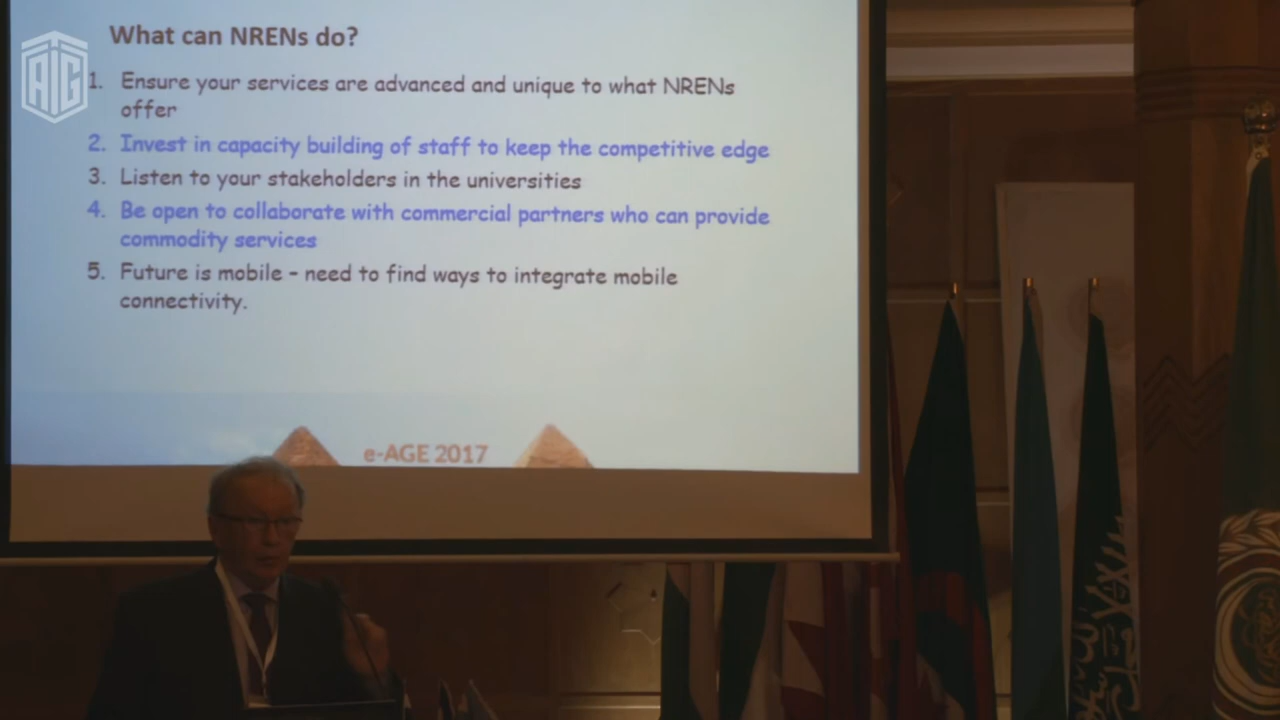 What can NRENs do?
AIG
1. Ensure your services are advanced and unique to what NRENs
offer
2. Invest in capacity building of staff to keep the competitive edge
3. Listen to your stakeholders in the universities
4. Be open to collaborate with commercial partners who can provide
commodity services
5. Future is mobile – need to find ways to integrate mobile
connectivity.
e-AGE 2017